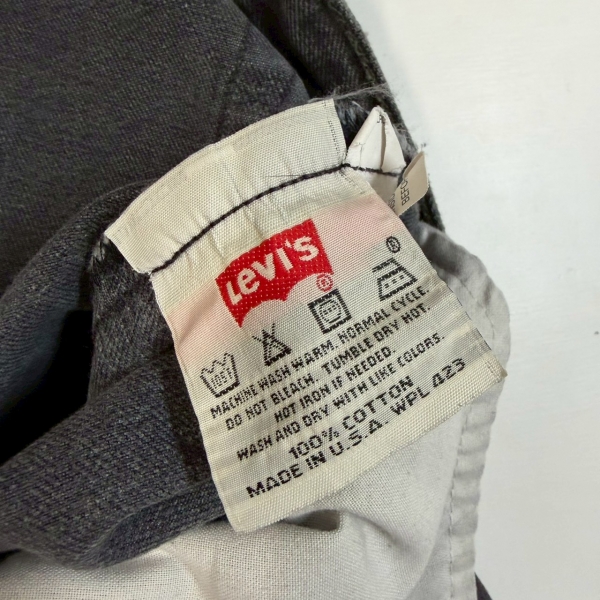 Levi's
®
®
105F
MACHINE WASH WARM. NORMAL CYCLE.
DO NOT BLEACH. TUMBLE DRY HOT.
HOT IRON IF NEEDED.
WASH AND DRY WITH LIKE COLORS.
100% COTTON
MADE IN U.S.A. WPL 423